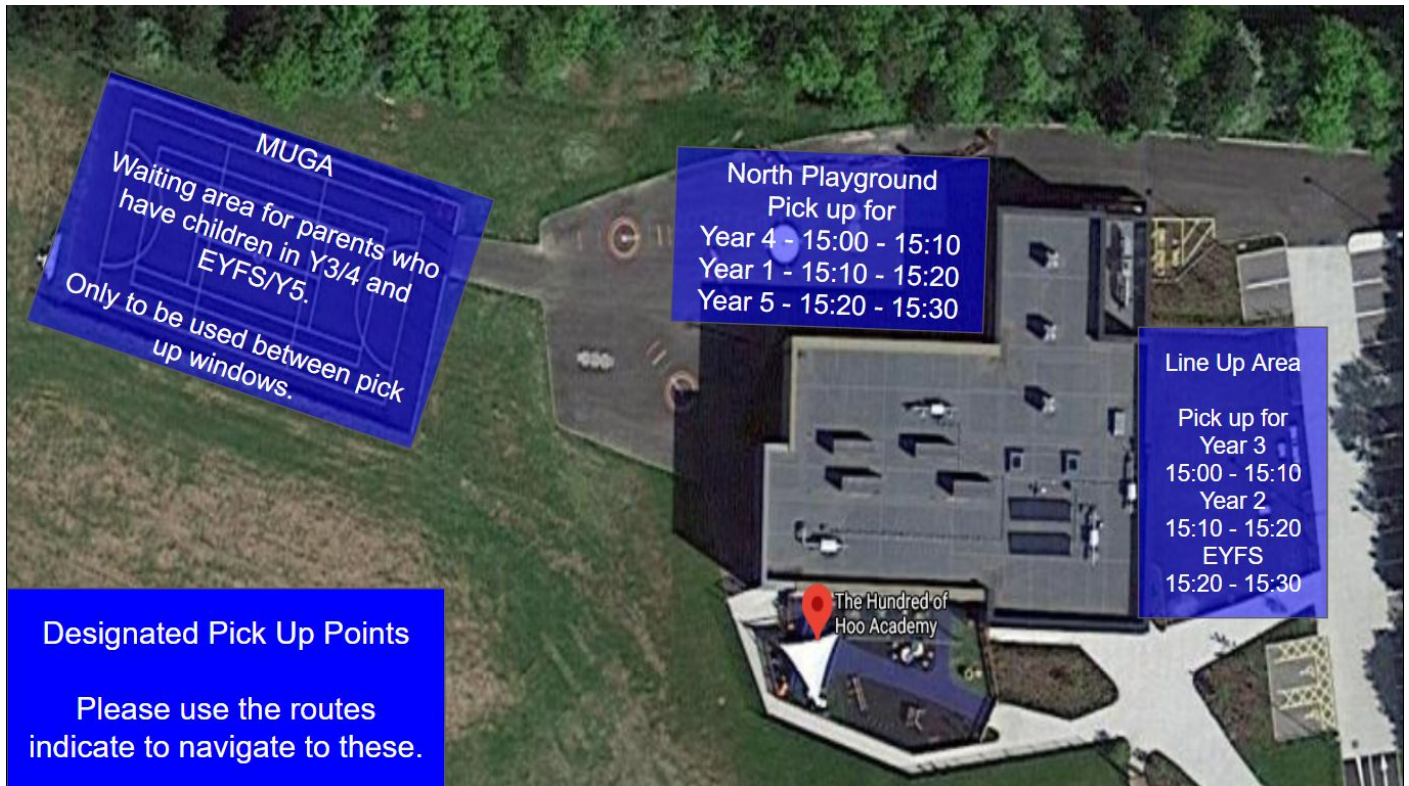 MUGA
Waiting area for parents who
have children in Y3/4 and
EYFS/Y5.
Only to be used between pick
up windows.
North Playground
Pick up for
Year 4 - 15:00 - 15:10
Year 1 - 15:10 - 15:20
Year 5 - 15:20 - 15:30
Line Up Area
Pick up for
Year 3
15:00 - 15:10
Year 2
15:10 - 15:20
EYFS
15:20 - 15:30
The Hundred of
Hoo Academy
Designated Pick Up Points
Please use the routes
indicate to navigate to these.